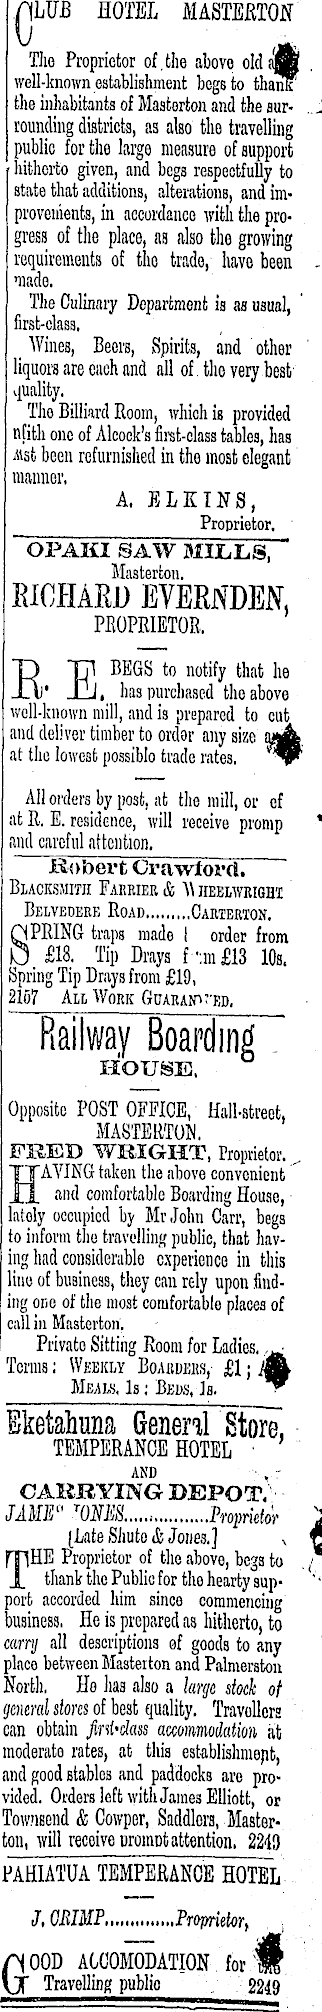 CLUB HOTEL MASTERTON
The Proprietor of the above old
well-known establishment begs to thank
the inhabitants of Masterton and the sur-
rounding districts, as also the travelling
public for the large measure of support
hitherto given, and begs respectfully to
state that additions, alterations, and im-
provements, in accordance with the pro-
gress of the place, as also the growing
requirements of the trade, have been
made.
The Culinary Department is as usual,
first-class.
Wines, Beers, Spirits, and other
liquors are each and all of the very best
quality.
The Billiard Room, which is provided
with one of Alcock's first-class tables, has
just been refurnished in the most elegant
manner.
A. ELKINS,
Proprietor.
OPAKI SAW MILLS,
Masterton.
RICHARD EVERNDEN,
PROPRIETOR.
R. E. BEGS to notify that he
has purchased the above
well-known mill, and is prepared to cut
and deliver timber to order any size
at the lowest possible trade rates.
All orders by post, at the mill, or cf
at R. E. residence, will receive promp
and careful attention.
Robert Crawford.
BLACKSMITH FARRIER & WHEELWRIGHT
BELVEDERE ROAD.........CARTERTON.
SPRING traps made order from
£18. Tip Drays from £13 10s.
Spring Tip Drays from £19,
2157 ALL WORK GUARANTEED.
Railway Boarding
HOUSE.
Opposite POST OFFICE, Hall-street,
MASTERTON.
FRED WRIGHT, Proprietor.
HAVING taken the above convenient
and comfortable Boarding House,
lately occupied by Mr John Carr, begs
to inform the travelling public, that hav-
ing had considerable experience in this
line of business, they can rely upon find-
ing one of the most comfortable places of
call in Masterton.
Private Sitting Room for Ladies.
Terms: WEEKLY BOARDERS, £1;
MEALS, 1s; BEDS, 1s.
Eketahuna General Store,
TEMPERANCE HOTEL
AND
CARRYING DEPOT.
JAMES JONES..................Proprietor
[Late Shute & Jones.]
THE Proprietor of the above, begs to
thank the Public for the hearty sup-
port accorded him since commencing
business. He is prepared as hitherto, to
carry all descriptions of goods to any
place between Masterton and Palmerston
North. He has also a large stock of
general stores of best quality. Travellers
can obtain first-class accommodation at
moderate rates, at this establishment,
and good stables and paddocks are pro-
vided. Orders left with James Elliott, or
Townsend & Cowper, Saddlers, Master-
ton, will receive prompt attention. 2249
PAHIATUA TEMPERANCE HOTEL
J. CRIMP..............Proprietor,
GOOD ACCOMODATION for
Travelling public 2249